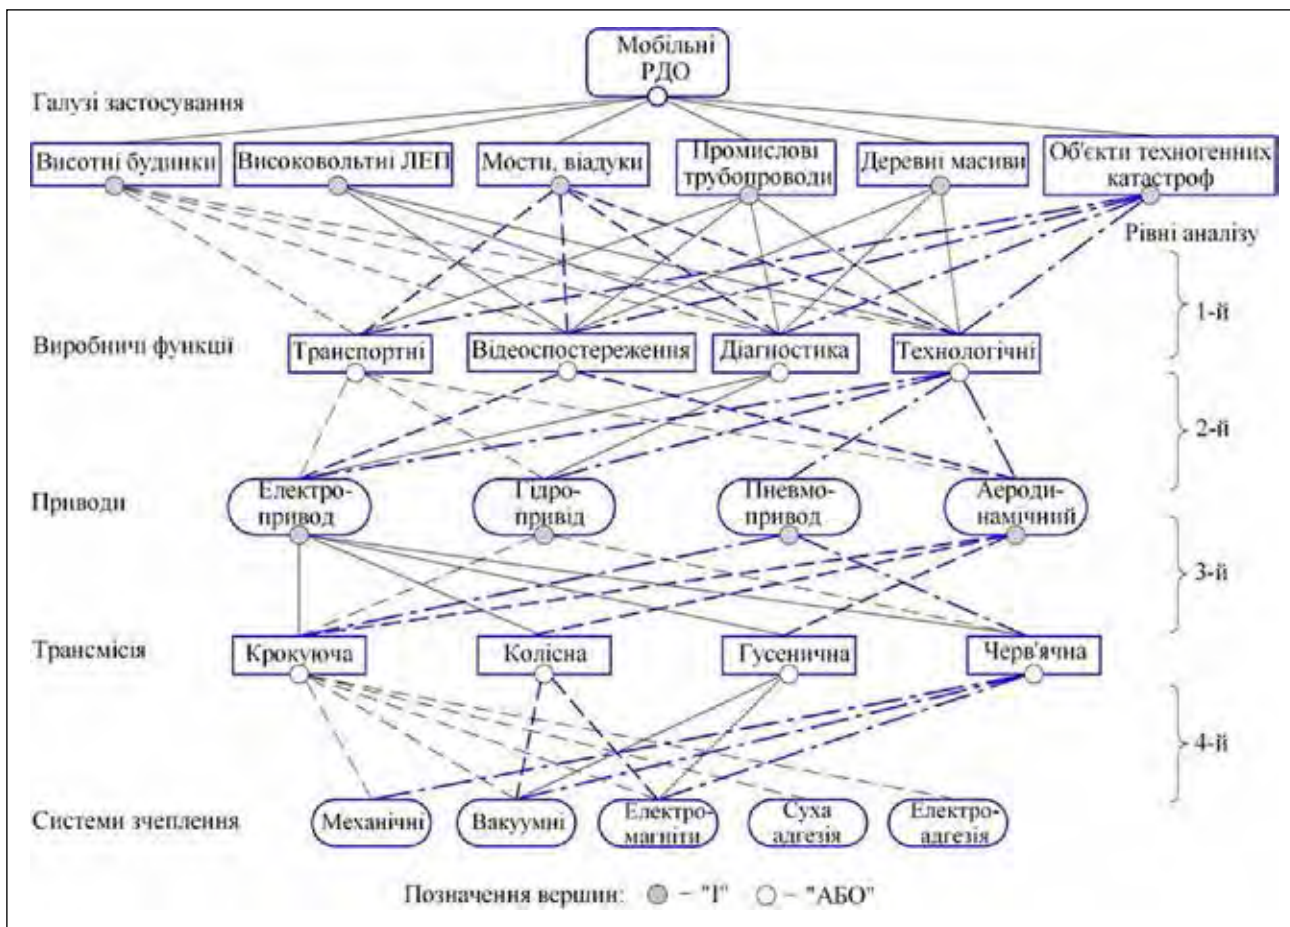 Мобільні
РДО
Галузі застосування
Висотні будинки
Високовольтні ЛЕП
Мости, віадуки
Промислові
трубопроводи
Деревні масиви
Об'єкти техногенних
катастроф
Рівні аналізу
1-й
Виробничі функції
Транспортні
Відеоспостереження
Діагностика
Технологічні
2-й
Приводи
Електро-
привод
Гідро-
привід
Пневмо-
привод
Аероди-
намічний
3-й
Трансмісія
Крокуюча
Колісна
Гусенична
Черв'ячна
4-й
Системи зчеплення
Механічні
Вакуумні
Електро-
магніти
Суха
адгезія
Електро-
адгезія
Позначення вершин: – "І" – "АБО"